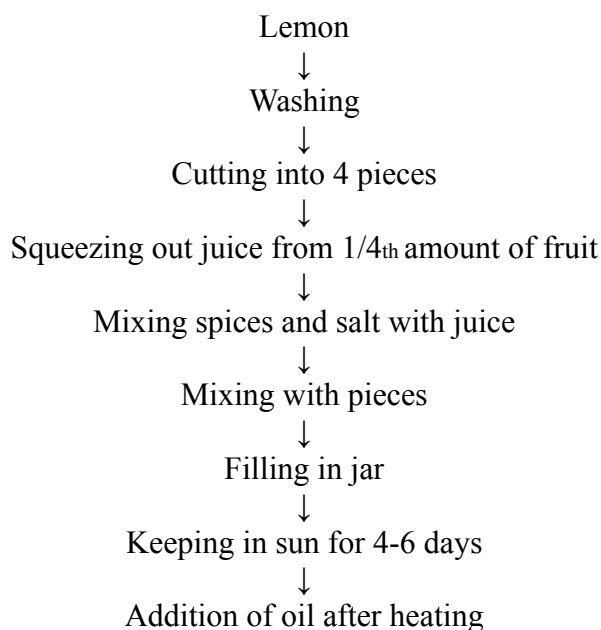 Lemon
↓
Washing
↓
Cutting into 4 pieces
↓
Squeezing out juice from 1/4th amount of fruit
↓
Mixing spices and salt with juice
↓
Mixing with pieces
↓
Filling in jar
↓
Keeping in sun for 4-6 days
↓
Addition of oil after heating